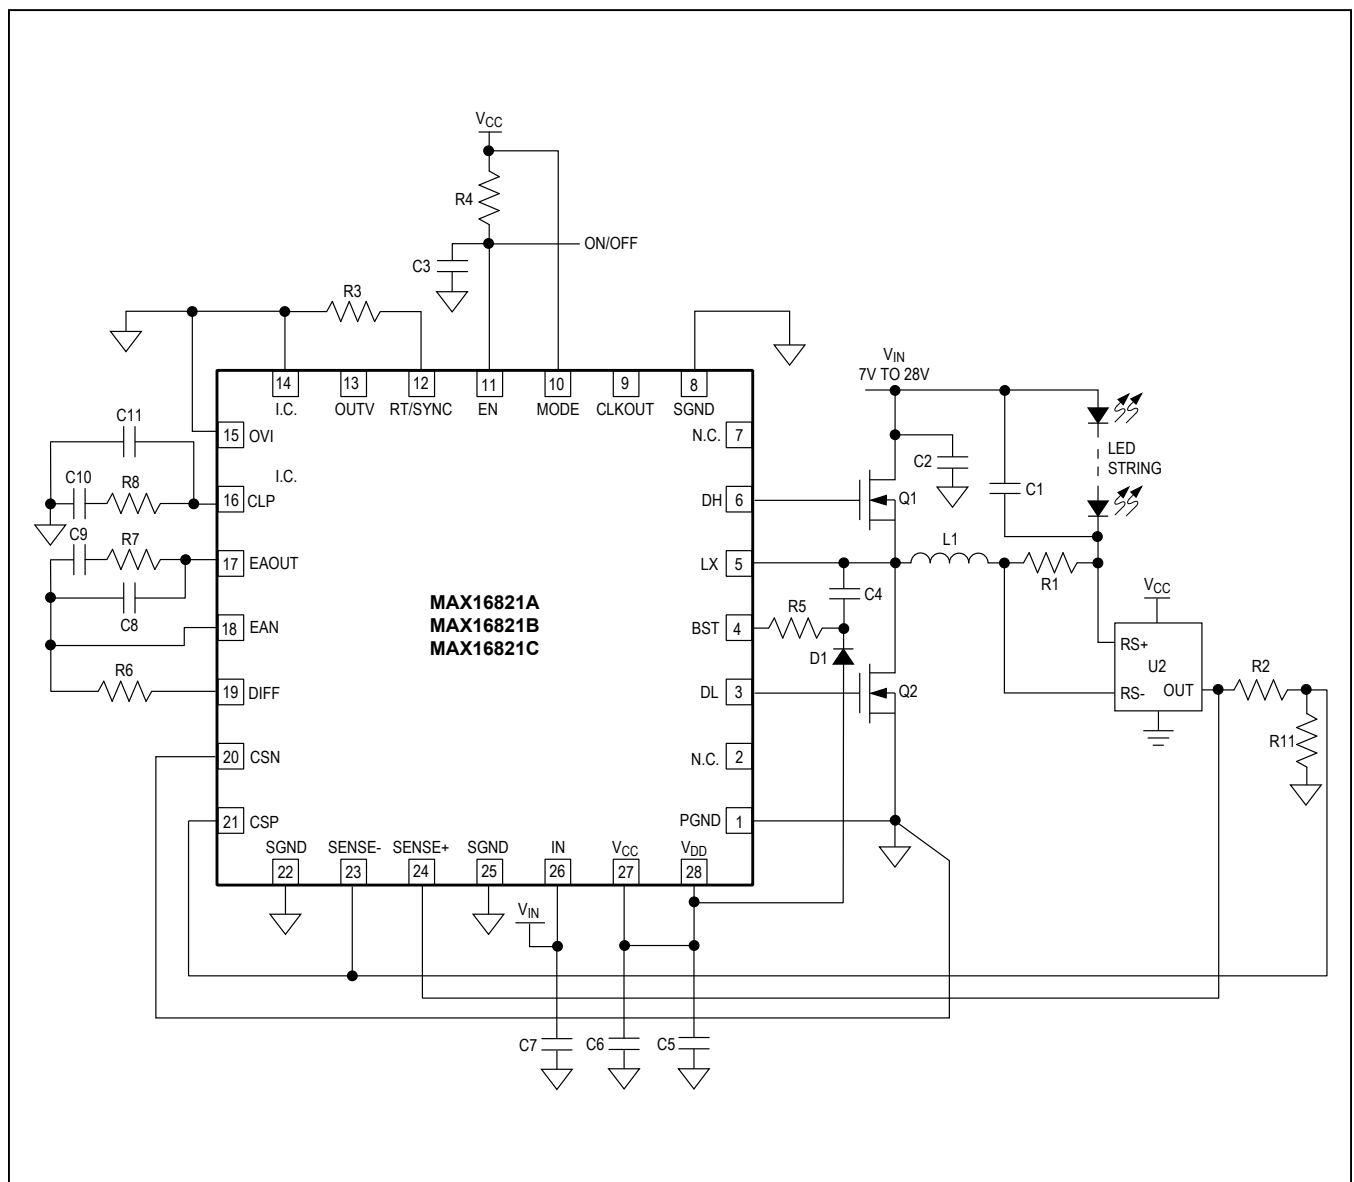 VCC
R4
ON/OFF
C3
R3
VIN
7V TO 28V
14 13 12 11 10 9 8
I.C. OUTV RT/SYNC EN MODE CLKOUT SGND
C11
15 OVI
N.C. 7
I.C.
C10 R8
16 CLP
DH 6
Q1
C2
C1
LED
STRING
C9 R7
17 EAOUT
LX 5
L1
R1
C8
C4
VCC
MAX16821A
MAX16821B
MAX16821C
18 EAN
BST 4
R5
D1
RS+
U2
RS- OUT
R2
R6
19 DIFF
DL 3
Q2
R11
20 CSN
N.C. 2
21 CSP
PGND 1
SGND SENSE- SENSE+ SGND IN VCC VDD
22 23 24 25 26 27 28
VIN
C7 C6 C5